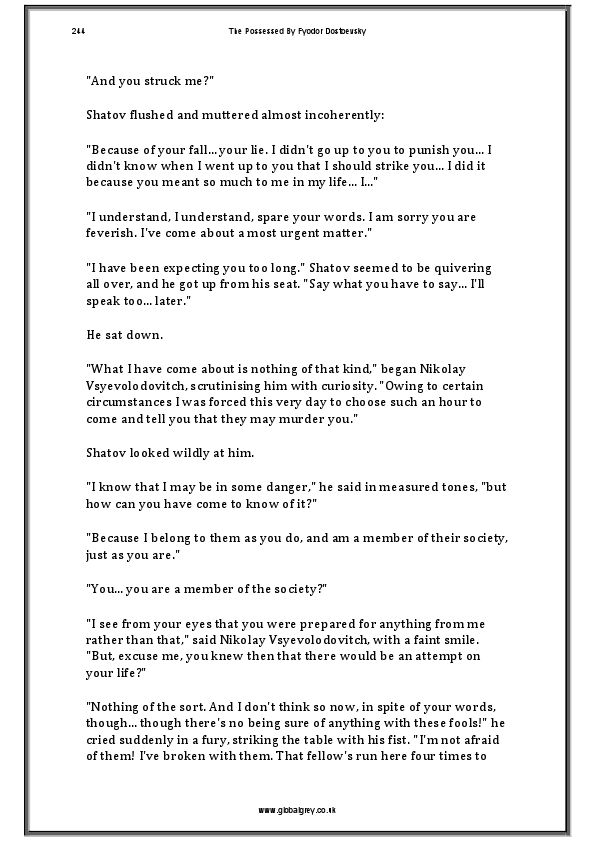 244 The Possessed By Fyodor Dostoevsky
"And you struck me?"
Shatov flushed and muttered almost incoherently:
"Because of your fall... your lie. I didn't go up to you to punish you... I
didn't know when I went up to you that I should strike you... I did it
because you meant so much to me in my life... I..."
"I understand, I understand, spare your words. I am sorry you are
feverish. I've come about a most urgent matter."
"I have been expecting you too long." Shatov seemed to be quivering
all over, and he got up from his seat. "Say what you have to say... I'll
speak too... later."
He sat down.
"What I have come about is nothing of that kind," began Nikolay
Vsyevolodovitch, scrutinising him with curiosity. "Owing to certain
circumstances I was forced this very day to choose such an hour to
come and tell you that they may murder you."
Shatov looked wildly at him.
"I know that I may be in some danger," he said in measured tones, "but
how can you have come to know of it?"
"Because I belong to them as you do, and am a member of their society,
just as you are."
"You... you are a member of the society?"
"I see from your eyes that you were prepared for anything from me
rather than that," said Nikolay Vsyevolodovitch, with a faint smile.
"But, excuse me, you knew then that there would be an attempt on
your life?"
"Nothing of the sort. And I don't think so now, in spite of your words,
though... though there's no being sure of anything with these fools!" he
cried suddenly in a fury, striking the table with his fist. "I'm not afraid
of them! I've broken with them. That fellow's run here four times to
www.globalgrey.co.uk